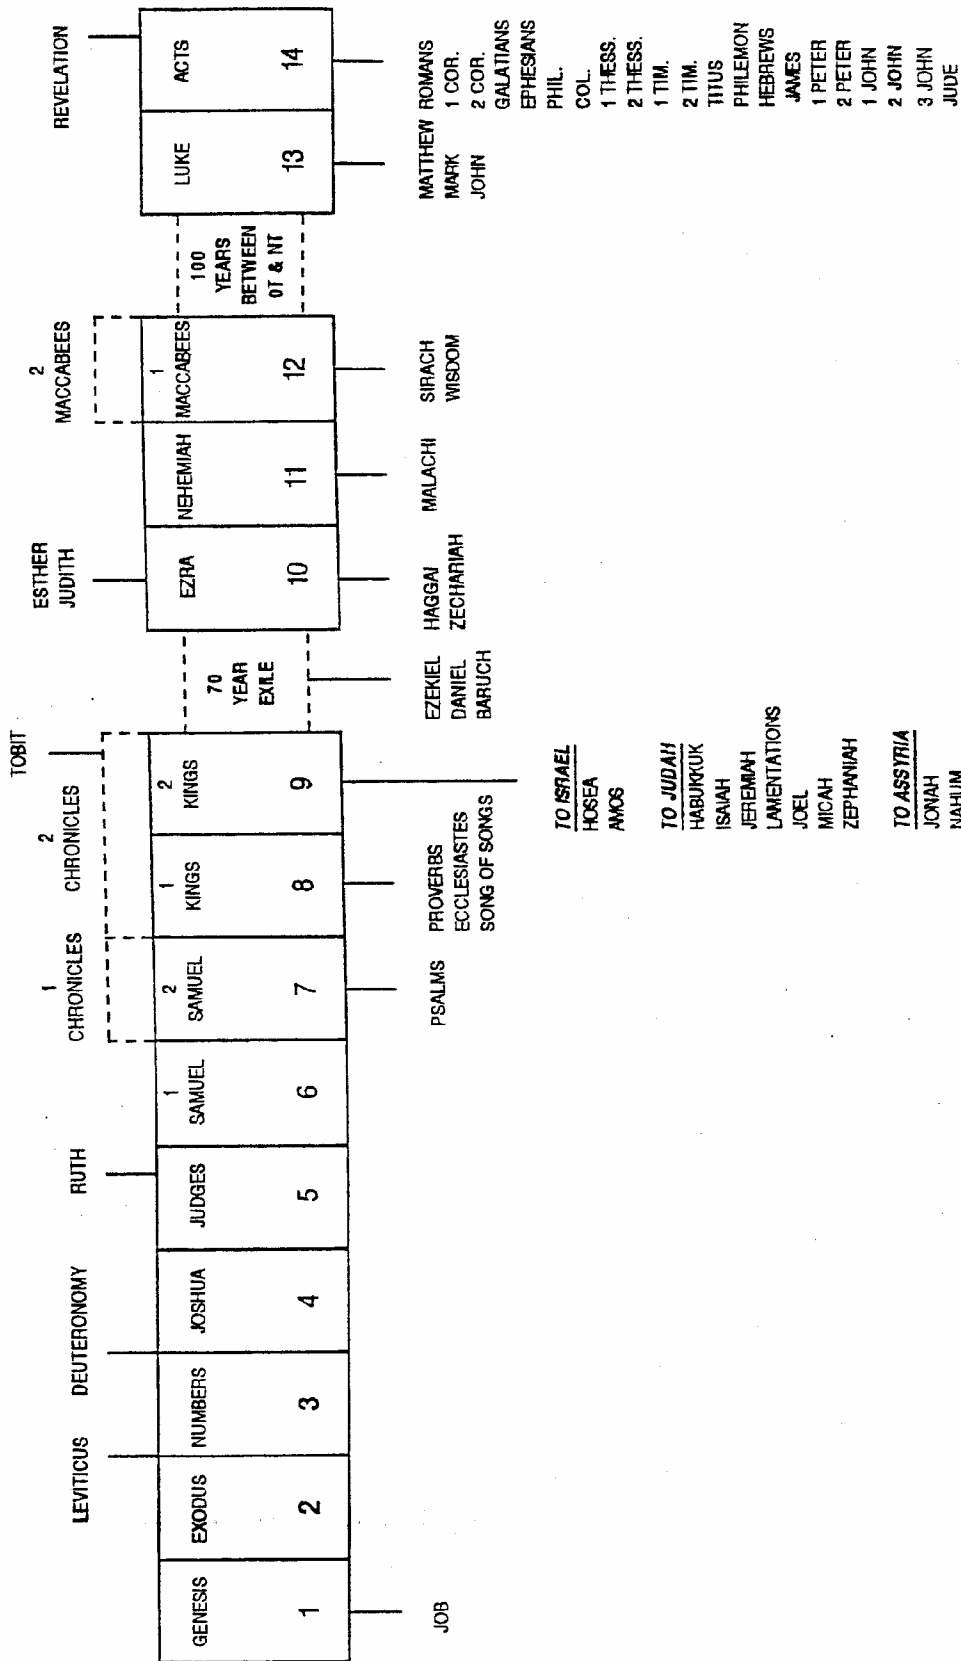 LEVITICUS
DEUTERONOMY
RUTH
1
CHRONICLES
2
CHRONICLES
TOBIT
ESTHER
JUDITH
2
MACCABEES
REVELATION
GENESIS
1
EXODUS
2
NUMBERS
3
JOSHUA
4
JUDGES
5
1
SAMUEL
6
2
SAMUEL
7
1
KINGS
8
2
KINGS
9
70
YEAR
EXILE
EZRA
10
NEHEMIAH
11
1
MACCABEES
12
100
YEARS
BETWEEN
OT & NT
LUKE
13
ACTS
14
JOB
PSALMS
PROVERBS
ECCLESIASTES
SONG OF SONGS
TO ISRAEL
HOSEA
AMOS
TO JUDAH
HABUKKUK
ISAIAH
JEREMIAH
LAMENTATIONS
JOEL
MICAH
ZEPHANIAH
TO ASSYRIA
JONAH
NAHUM
EZEKIEL
DANIEL
BARUCH
HAGGAI
ZECHARIAH
MALACHI
SIRACH
WISDOM
MATTHEW
MARK
JOHN
ROMANS
1 COR.
2 COR.
GALATIANS
EPHESIANS
PHIL.
COL.
1 THESS.
2 THESS.
1 TIM.
2 TIM.
TITUS
PHILEMON
HEBREWS
JAMES
1 PETER
2 PETER
1 JOHN
2 JOHN
3 JOHN
JUDE